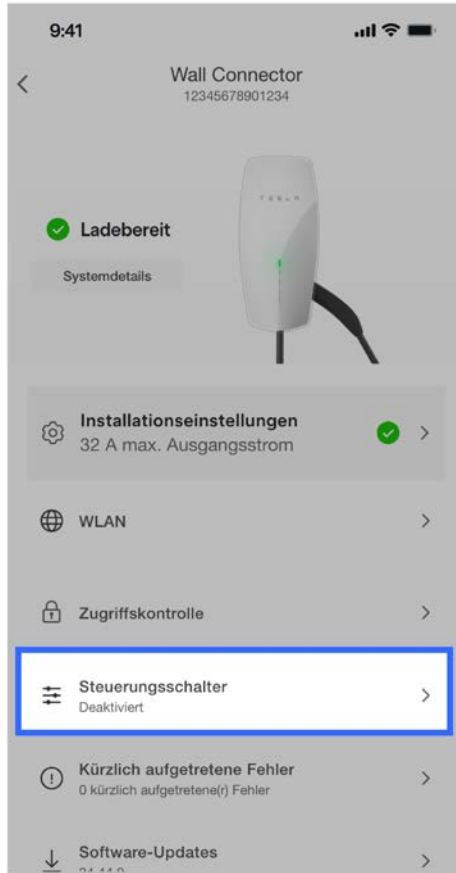 9:41
Wall Connector
12345678901234
TESLA
Ladebereit
Systemdetails
Installationseinstellungen
32 A max. Ausgangsstrom
WLAN
Zugriffskontrolle
Steuerungsschalter
Deaktiviert
Kürzlich aufgetretene Fehler
0 kürzlich aufgetretene(r) Fehler
Software-Updates